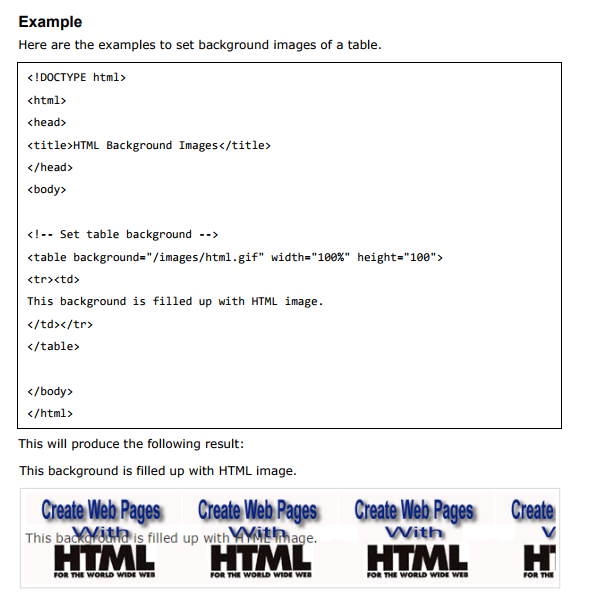 Example
Here are the examples to set background images of a table.
<!DOCTYPE html>
<html>
<head>
<title>HTML Background Images</title>
</head>
<body>
<!-- Set table background -->
<table background="/images/html.gif" width="100%" height="100">
<tr><td>
This background is filled up with HTML image.
</td></tr>
</table>
</body>
</html>
This will produce the following result:
This background is filled up with HTML image.
Create Web Pages Create Web Pages Create Web Pages Create
With With With W
This background is filled up with HTML image.
HTML HTML HTML HT
FOR THE WORLD WIDE WEB FOR THE WORLD WIDE WEB FOR THE WORLD WIDE WEB FOR THE